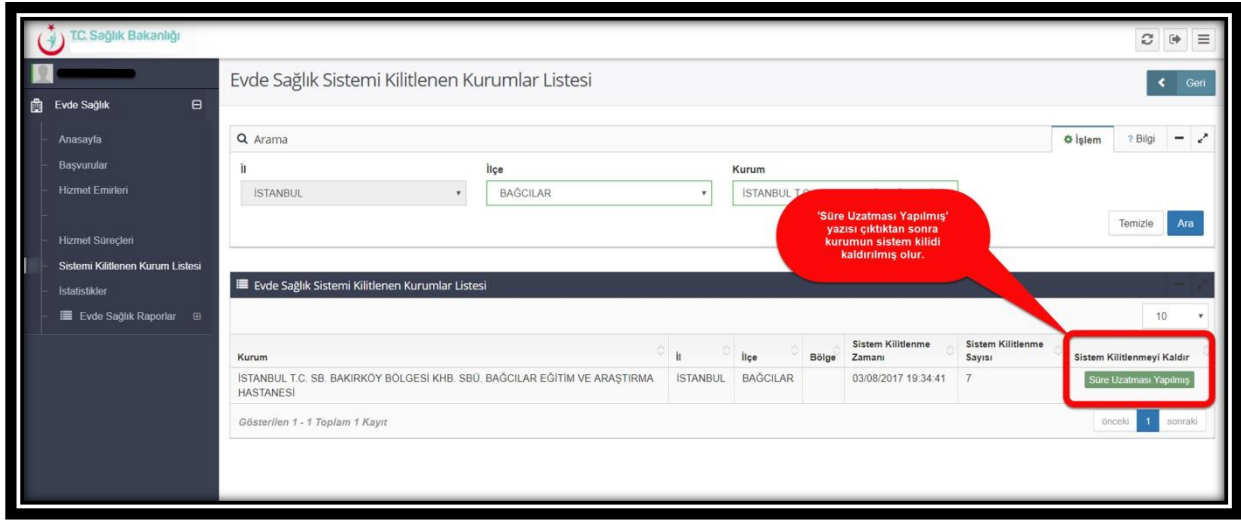 T.C. Sağlık Bakanlığı
Evde Sağlık Sistemi Kilitlenen Kurumlar Listesi
Geri
Evde Sağlık
Anasayfa
Başvurular
Hizmet Emirleri
Hizmet Süreçleri
Sistemi Kilitlenen Kurum Listesi
İstatistikler
Evde Sağlık Raporlar
Arama
İşlem
? Bilgi
İl
İlçe
Kurum
İSTANBUL
BAĞCILAR
İSTANBUL
'Süre Uzatması Yapılmış'
yazısı çıktıktan sonra
kurumun sistem kilidi
kaldırılmış olur.
Temizle
Ara
Evde Sağlık Sistemi Kilitlenen Kurumlar Listesi
10
Kurum
İl
İlçe
Bölge
Sistem Kilitlenme
Zamanı
Sistem Kilitlenme
Sayısı
Sistem Kilitlenmeyi Kaldır
İSTANBUL T.C. SB. BAKIRKÖY BÖLGESİ KHB. SBÜ. BAĞCILAR EĞİTİM VE ARAŞTIRMA
HASTANESİ
İSTANBUL
BAĞCILAR
03/08/2017 19:34:41
7
Süre Uzatması Yapılmış
Gösterilen 1 - 1 Toplam 1 Kayıt
önceki
1
sonraki